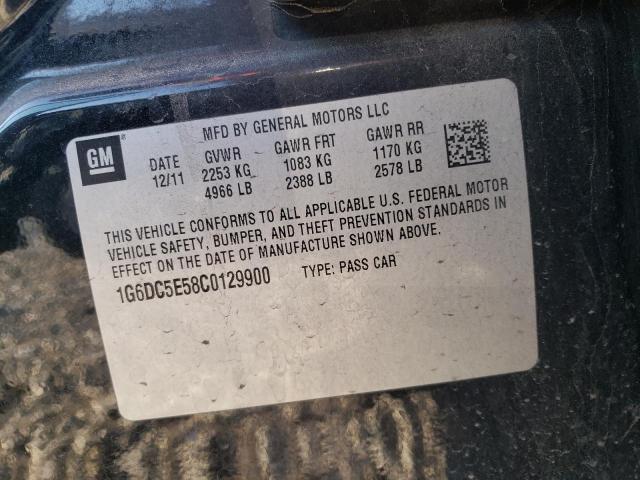 MFD BY GENERAL MOTORS LLC
GM®
DATE GVWR GAWR FRT GAWR RR
12/11 2253 KG 1083 KG 1170 KG
4966 LB 2388 LB 2578 LB
THIS VEHICLE CONFORMS TO ALL APPLICABLE U.S. FEDERAL MOTOR
VEHICLE SAFETY, BUMPER, AND THEFT PREVENTION STANDARDS IN
EFFECT ON THE DATE OF MANUFACTURE SHOWN ABOVE.
1G6DC5E58C0129900 TYPE: PASS CAR